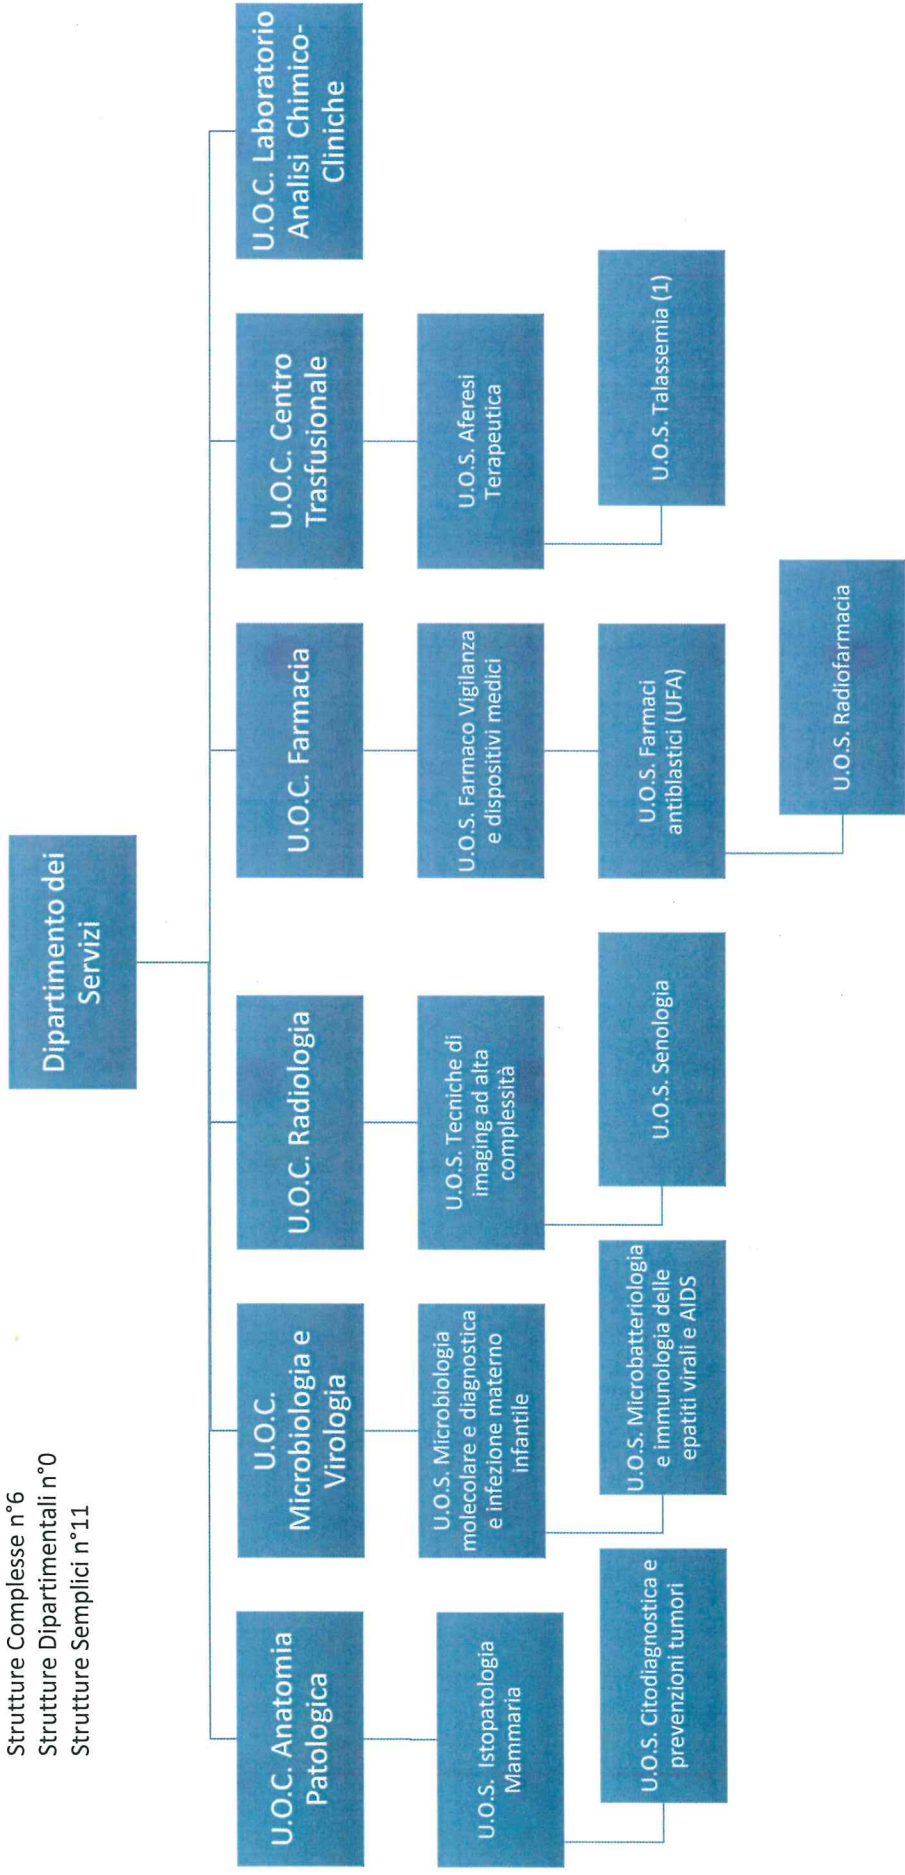 Strutture Complesse n°6
Strutture Dipartimentali n°0
Strutture Semplici n°11
Dipartimento dei
Servizi
U.O.C. Anatomia
Patologica
U.O.C.
Microbiologia e
Virologia
U.O.C. Radiologia
U.O.C. Farmacia
U.O.C. Centro
Trasfusionale
U.O.C. Laboratorio
Analisi Chimico-
Cliniche
U.O.S. Istopatologia
Mammaria
U.O.S. Microbiologia
molecolare e diagnostica
e infezione materno
infantile
U.O.S. Tecniche di
imaging ad alta
complessità
U.O.S. Farmaco Vigilanza
e dispositivi medici
U.O.S. Aferesi
Terapeutica
U.O.S. Citodiagnostica e
prevenzioni tumori
U.O.S. Microbatteriologia
e immunologia delle
epatiti virali e AIDS
U.O.S. Senologia
U.O.S. Farmaci
antiblastici (UFA)
U.O.S. Talassemia (1)
U.O.S. Radiofarmacia